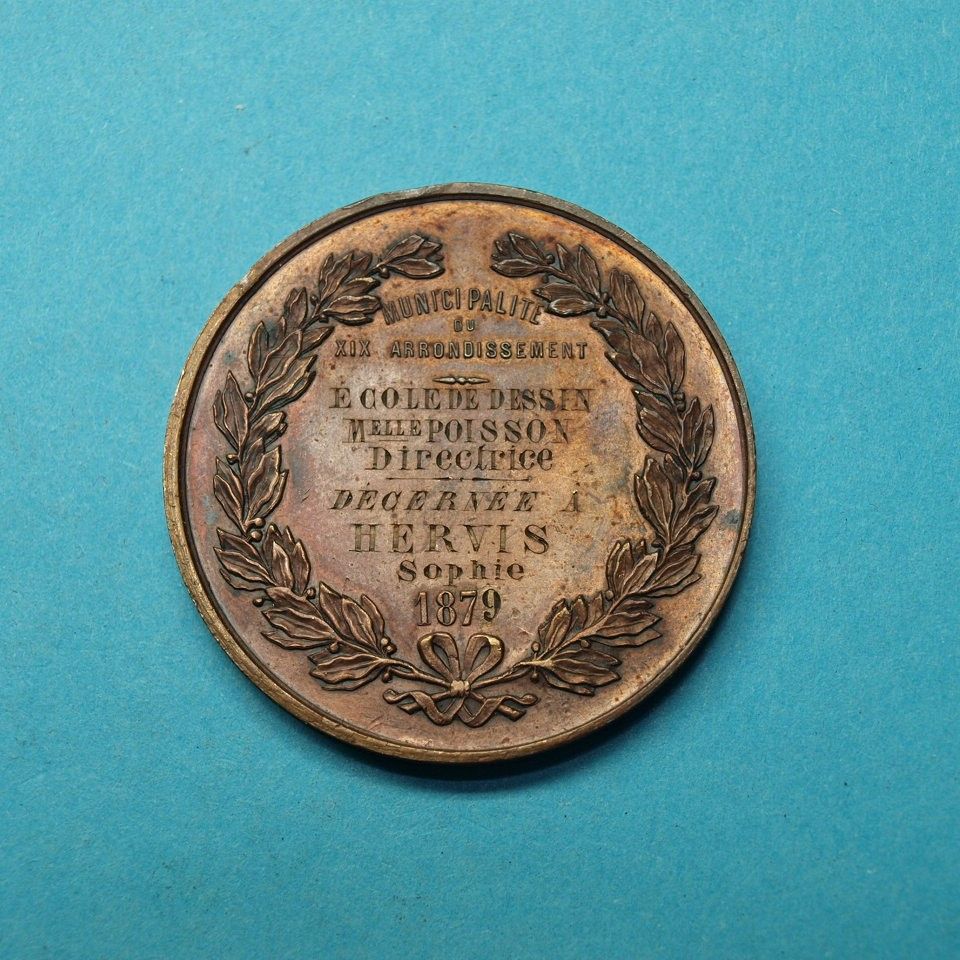 MUNICIPALITE
DU
XIX ARRONDISSEMENT
ÉCOLE DE DESSIN
MELLE POISSON
Directrice
DÉCERNÉE A
HERVIS
Sophie
1879